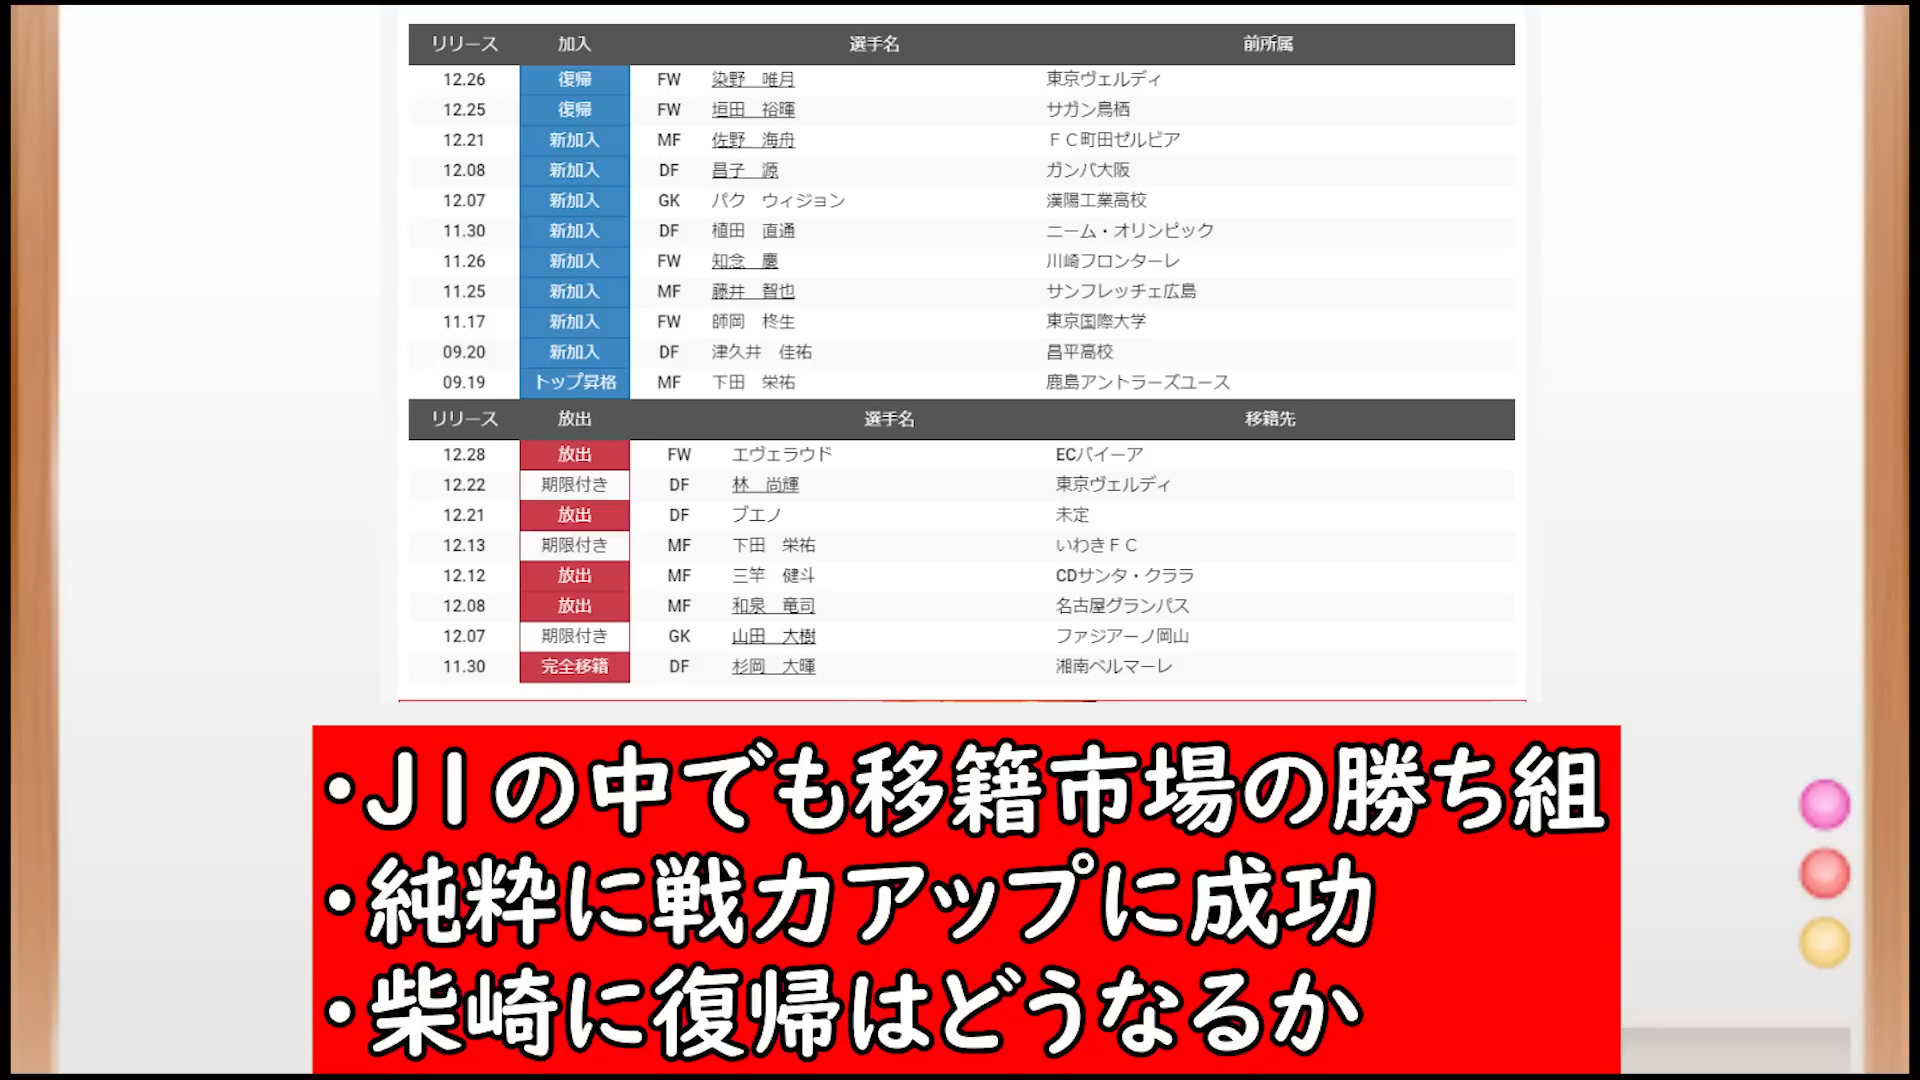 リリース 加入 選手名 前所属
12.26 復帰 FW 染野 唯月 東京ヴェルディ
12.25 復帰 FW 垣田 裕暉 サガン鳥栖
12.21 新加入 MF 佐野 海舟 ＦＣ町田ゼルビア
12.08 新加入 DF 昌子 源 ガンバ大阪
12.07 新加入 GK パク ウィジョン 漢陽工業高校
11.30 新加入 DF 植田 直通 ニーム・オリンピック
11.26 新加入 FW 知念 慶 川崎フロンターレ
11.25 新加入 MF 藤井 智也 サンフレッチェ広島
11.17 新加入 FW 師岡 柊生 東京国際大学
09.20 新加入 DF 津久井 佳祐 昌平高校
09.19 トップ昇格 MF 下田 栄祐 鹿島アントラーズユース
リリース 放出 選手名 移籍先
12.28 放出 FW エヴェラウド ECバイーア
12.22 期限付き DF 林 尚輝 東京ヴェルディ
12.21 放出 DF ブエノ 未定
12.13 期限付き MF 下田 栄祐 いわきＦＣ
12.12 放出 MF 三竿 健斗 CDサンタ・クララ
12.08 放出 MF 和泉 竜司 名古屋グランパス
12.07 期限付き GK 山田 大樹 ファジアーノ岡山
11.30 完全移籍 DF 杉岡 大暉 湘南ベルマーレ
・J1の中でも移籍市場の勝ち組
・純粋に戦力アップに成功
・柴崎に復帰はどうなるか